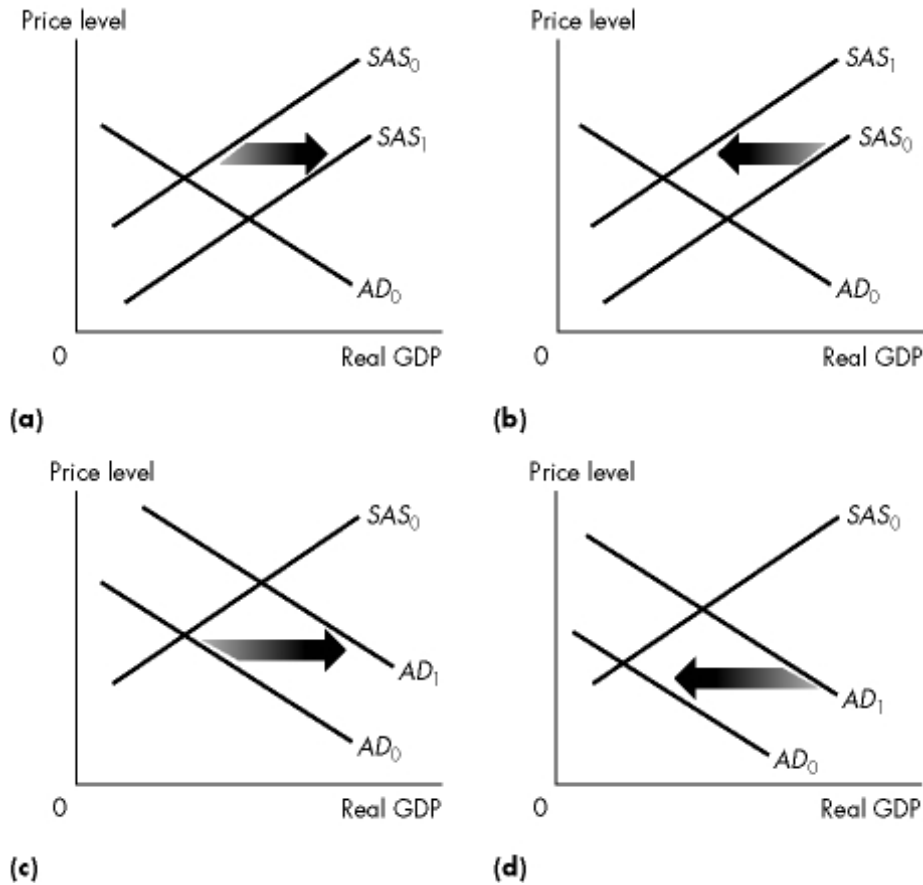 Price level
SAS₀
SAS₁
AD₀
0
Real GDP
(a)
Price level
SAS₁
SAS₀
AD₀
0
Real GDP
(b)
Price level
SAS₀
AD₁
AD₀
0
Real GDP
(c)
Price level
SAS₀
AD₁
AD₀
0
Real GDP
(d)